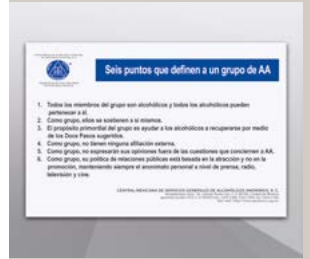 Seis puntos que definen a un grupo de AA
1. Todos los miembros del grupo son alcohólicos y todos los alcohólicos pueden
pertenecer a él.
2. Como grupo, ellos se sostienen a si mismos.
3. El propósito primordial del grupo es ayudar a los alcohólicos a recuperarse por medio
de los Doce Pasos sugeridos.
4. Como grupo, no tienen ninguna afiliación externa.
5. Como grupo, no expresarán sus opiniones fuera de las cuestiones que conciernen a AA.
6. Como grupo, su política de relaciones públicas está basada en la atracción y no en la
promoción, manteniendo siempre el anonimato personal a nivel de prensa, radio,
televisión y cine.
CENTRAL MEXICANA DE SERVICIOS GENERALES DE ALCOHÓLICOS ANÓNIMOS, A. C.